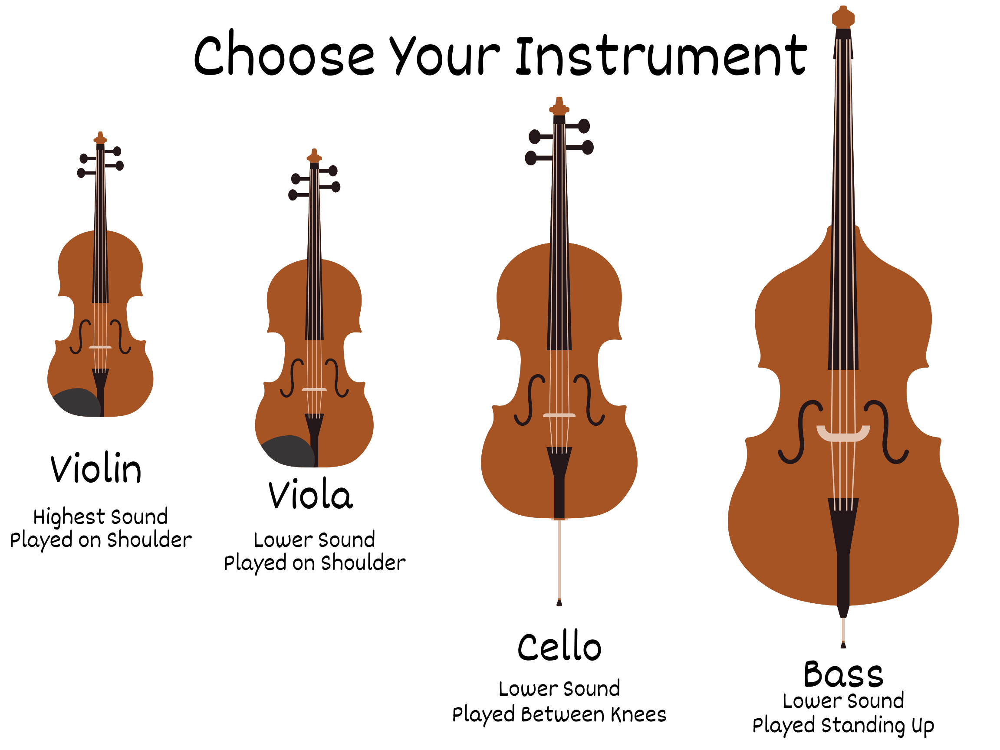 Choose Your Instrument
Violin
Highest Sound
Played on Shoulder
Viola
Lower Sound
Played on Shoulder
Cello
Lower Sound
Played Between Knees
Bass
Lower Sound
Played Standing Up